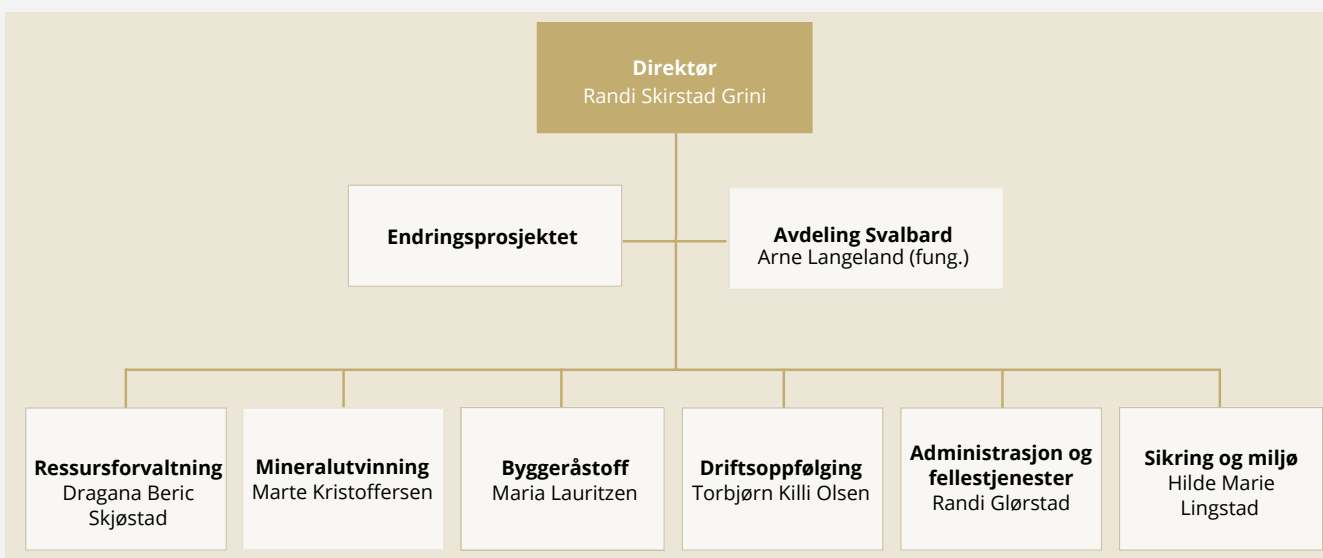 Direktør
Randi Skirstad Grini
Endringsprosjektet
Avdeling Svalbard
Arne Langeland (fung.)
Ressursforvaltning
Dragana Beric
Skjøstad
Mineralutvinning
Marte Kristoffersen
Byggeråstoff
Maria Lauritzen
Driftsoppfølging
Torbjørn Killi Olsen
Administrasjon og
fellestjenester
Randi Glørstad
Sikring og miljø
Hilde Marie
Lingstad